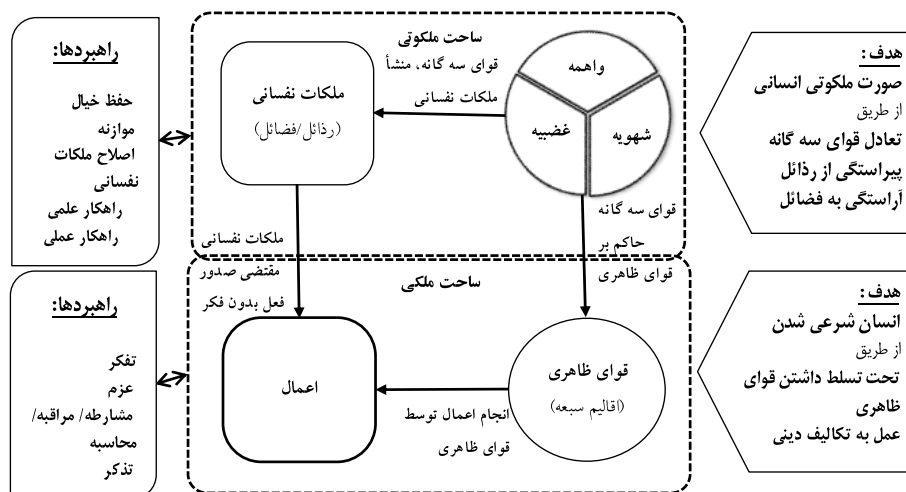 هدف:
صورت ملکوتی انسانی
از طریق
تعادل قوای سه گانه
پیراستگی از رذائل
آراستگی به فضائل
ساحت ملکوتی
قوای سه گانه، منشأ
ملکات نفسانی
واهمه
غضبیه
شهویه
ملکات نفسانی
(رذائل/فضائل)
راهبردها:
حفظ خیال
موازنه
اصلاح ملکات
نفسانی
راهکار علمی
راهکار عملی
قوای سه گانه
حاکم بر
قوای ظاهری
ملکات نفسانی
مقتضی صدور
فعل بدون فکر
هدف:
انسان شرعی شدن
از طریق
تحت تسلط داشتن قوای
ظاهری
عمل به تکالیف دینی
ساحت ملکی
قوای ظاهری
(اقالیم سبعه)
انجام اعمال توسط
قوای ظاهری
اعمال
راهبردها:
تفکر
عزم
مشارطه/ مراقبه/
محاسبه
تذکر